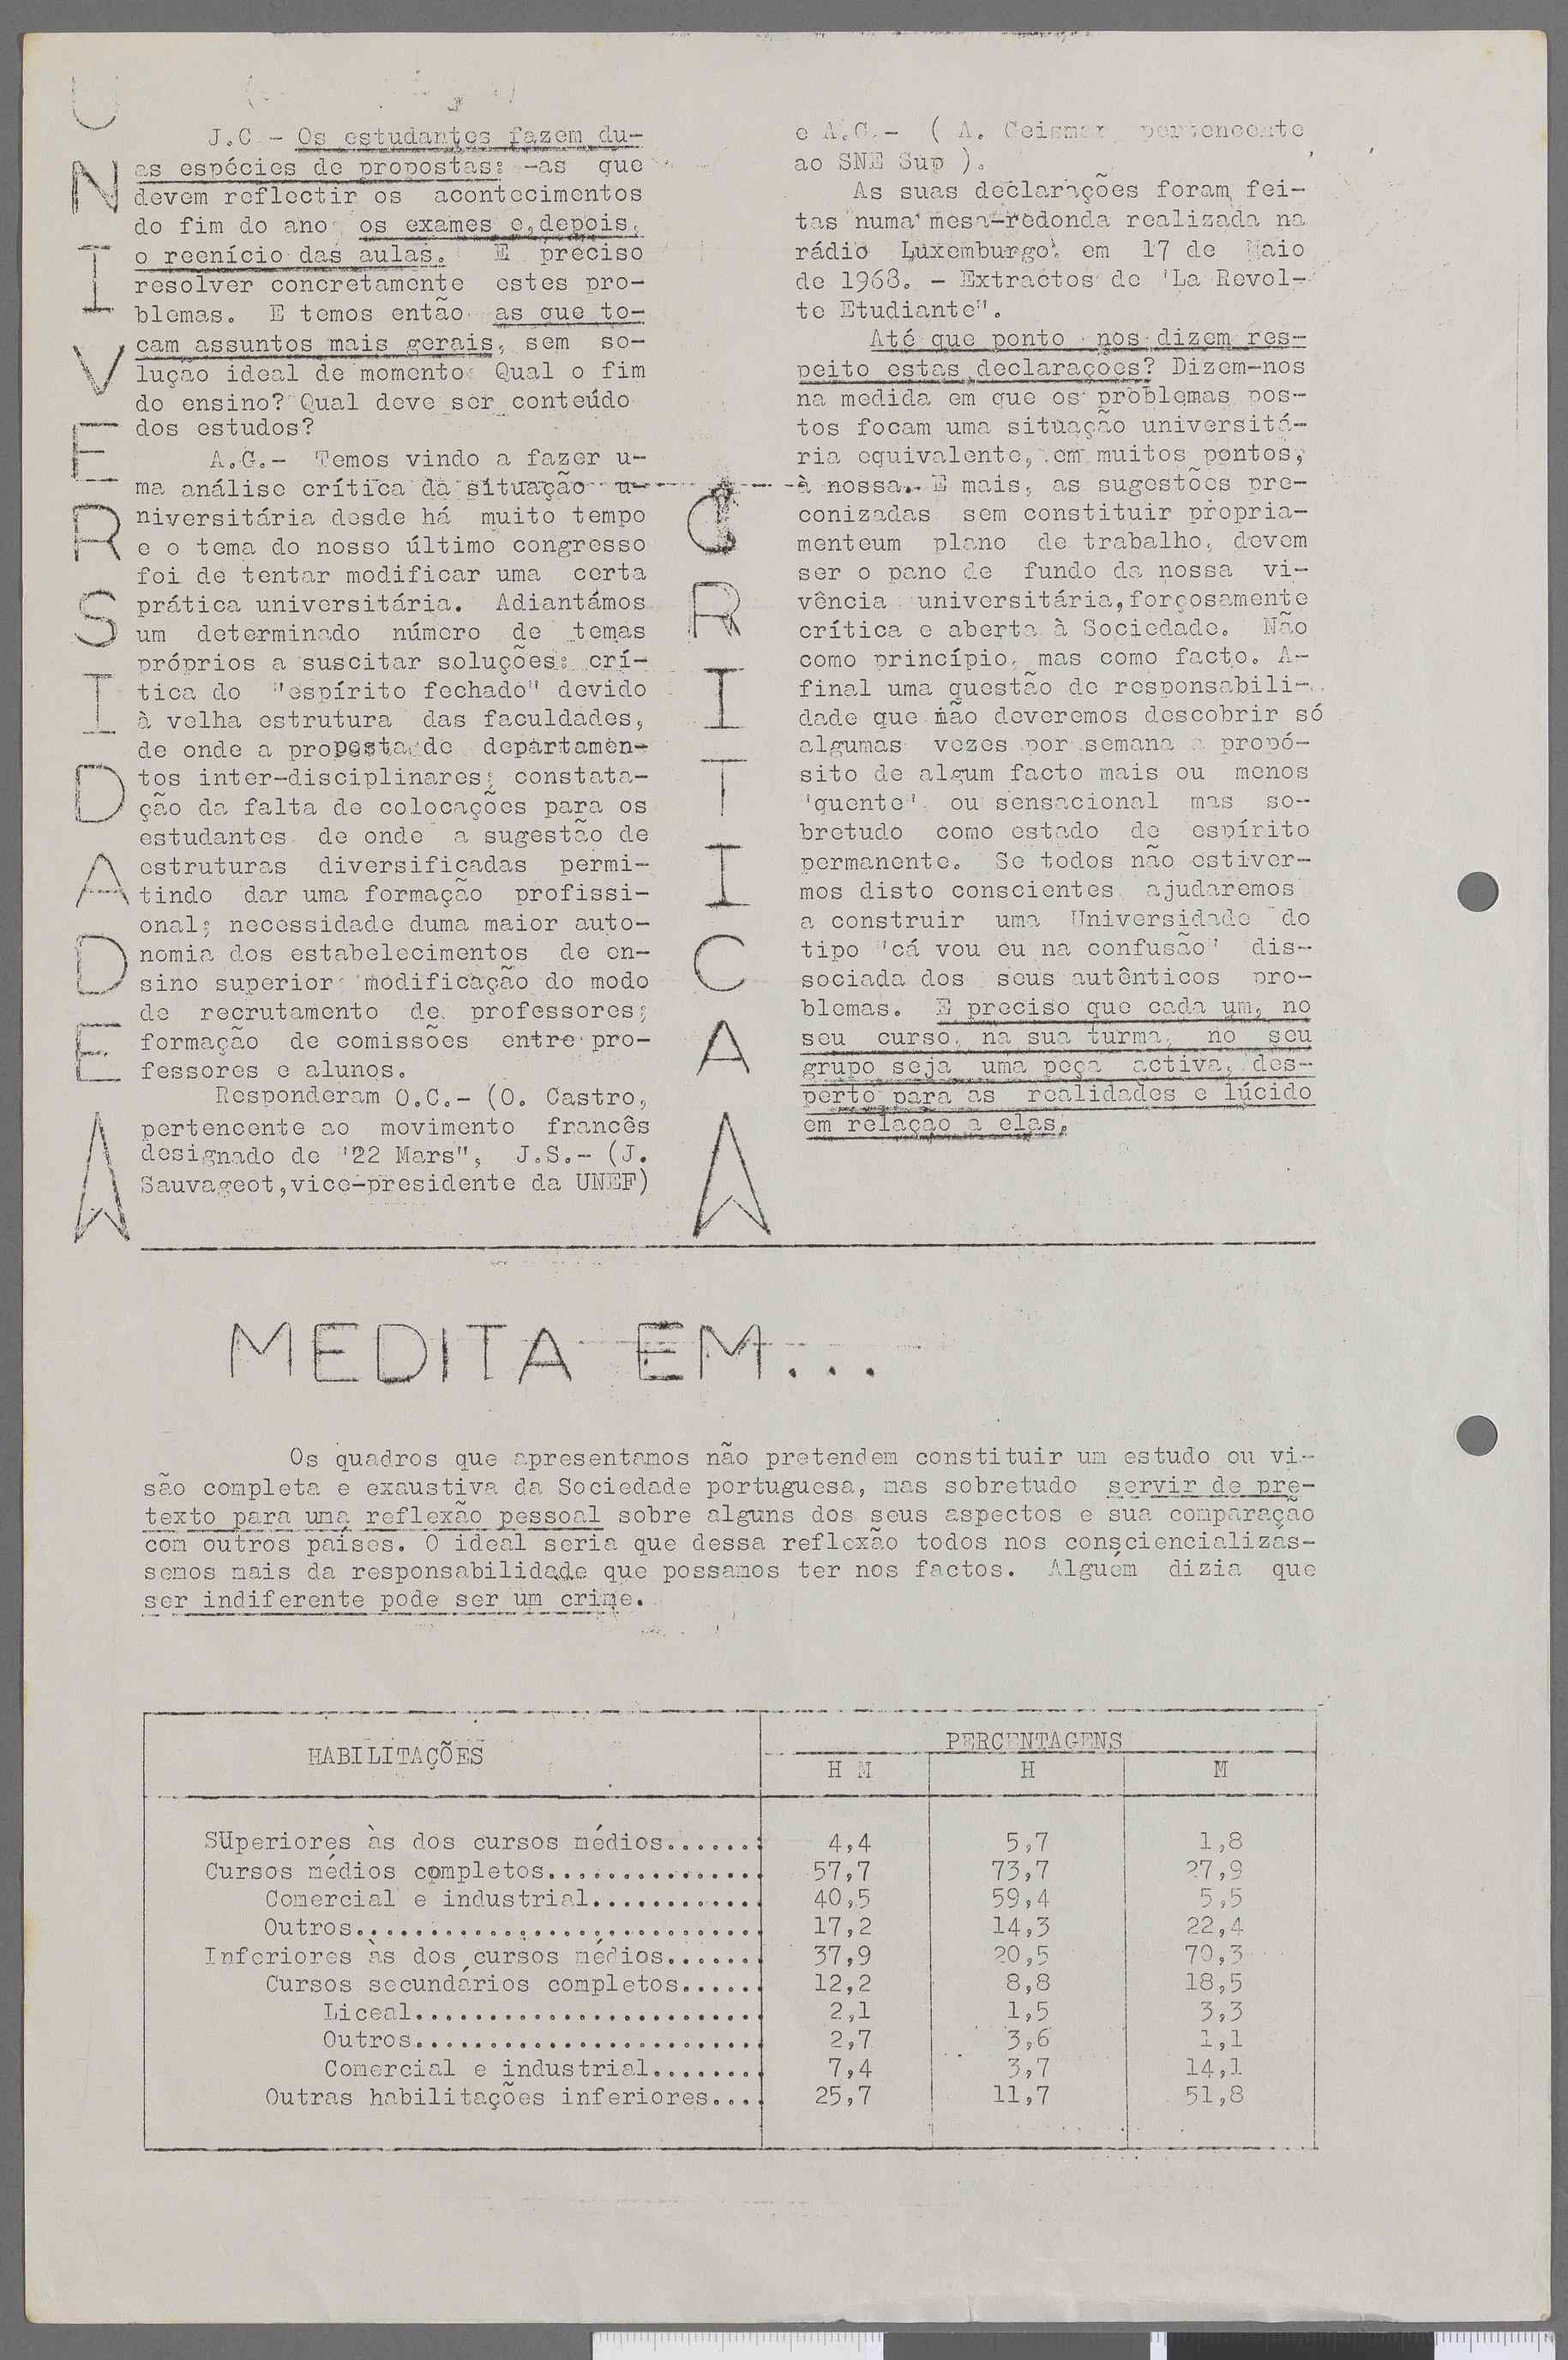 UNIVERSIDADE
J.C - Os estudantes fazem du-
as espécies de propostas: -as que
devem reflectir os acontecimentos
do fim do ano os exames e,depois,
o reenício das aulas. E preciso
resolver concretamente estes pro-
blemas. E temos então as que to-
cam assuntos mais gerais, sem so-
lução ideal de momento Qual o fim
do ensino? Qual deve ser conteúdo
dos estudos?
A.G.- Temos vindo a fazer u-
ma análise crítica da situação u-
niversitária desde há muito tempo
e o tema do nosso último congresso
foi de tentar modificar uma certa
prática universitária. Adiantámos
um determinado número de temas
próprios a suscitar soluções: crí-
tica do "espírito fechado" devido
à velha estrutura das faculdades,
de onde a proposta de departamen-
tos inter-disciplinares; constata-
ção da falta de colocações para os
estudantes de onde a sugestão de
estruturas diversificadas permi-
tindo dar uma formação profissi-
onal; necessidade duma maior auto-
nomia dos estabelecimentos de en-
sino superior modificação do modo
de recrutamento de professores;
formação de comissões entre pro-
fessores e alunos.
Responderam O.C.- (O. Castro,
pertencente ao movimento francês
designado de "22 Mars", J.S.- (J.
Sauvageot,vice-presidente da UNEF)
CRITICA
e A.G.- ( A. Geismar pertencente
ao SNE Sup ).
As suas declarações foram fei-
tas numa mesa-redonda realizada na
rádio Luxemburgo em 17 de Maio
de 1968. - Extractos de "La Revol-
te Etudiante".
Até que ponto nos dizem res-
peito estas declarações? Dizem-nos
na medida em que os problemas pos-
tos focam uma situação universitá-
ria equivalente, em muitos pontos,
à nossa. E mais, as sugestões pre-
conizadas sem constituir propria-
menteum plano de trabalho, devem
ser o pano de fundo da nossa vi-
vência universitária,forçosamente
crítica e aberta à Sociedade. Não
como princípio, mas como facto. A-
final uma questão de responsabili-
dade que não deveremos descobrir só
algumas vezes por semana a propó-
sito de algum facto mais ou menos
"quente" ou sensacional mas so-
bretudo como estado de espírito
permanente. Se todos não estiver-
mos disto conscientes ajudaremos
a construir uma Universidade do
tipo "cá vou eu na confusão" dis-
sociada dos seus autênticos pro-
blemas. E preciso que cada um, no
seu curso, na sua turma, no seu
grupo seja uma peça activa, des-
perto para as realidades e lúcido
em relação a elas.
MEDITA EM...
Os quadros que apresentamos não pretendem constituir um estudo ou vi-
são completa e exaustiva da Sociedade portuguesa, mas sobretudo servir de pre-
texto para uma reflexão pessoal sobre alguns dos seus aspectos e sua comparação
com outros países. O ideal seria que dessa reflexão todos nos consciencializás-
semos mais da responsabilidade que possamos ter nos factos. Alguém dizia que
ser indiferente pode ser um crime.
HABILITAÇÕES PERCENTAGENS
H M H M
SUperiores às dos cursos médios....... 4,4 5,7 1,8
Cursos médios completos............... 57,7 73,7 27,9
Comercial e industrial............ 40,5 59,4 5,5
Outros............................ 17,2 14,3 22,4
Inferiores às dos cursos médios....... 37,9 20,5 70,3
Cursos secundários completos...... 12,2 8,8 18,5
Liceal........................ 2,1 1,5 3,3
Outros........................ 2,7 3,6 1,1
Comercial e industrial........ 7,4 3,7 14,1
Outras habilitações inferiores.... 25,7 11,7 51,8